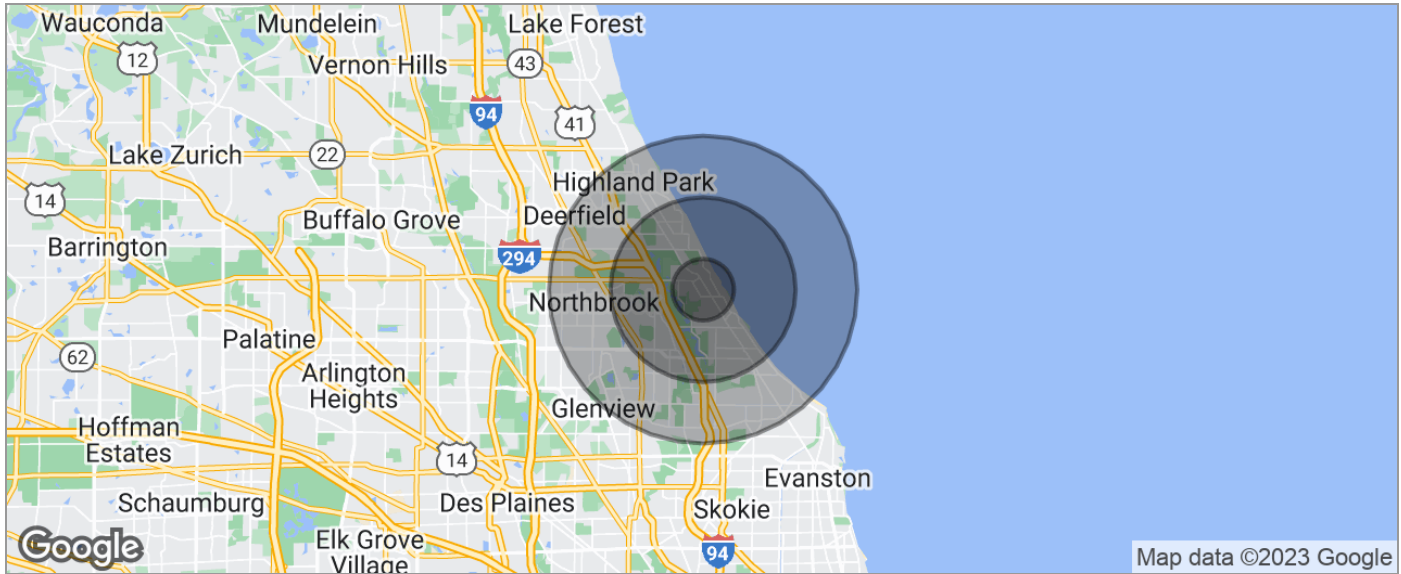 Wauconda
Mundelein
Lake Forest
12
Vernon Hills
43
94
41
Lake Zurich
22
Highland Park
14
Buffalo Grove
Deerfield
Barrington
294
Northbrook
Palatine
62
Arlington
Heights
Glenview
Hoffman
Estates
14
Evanston
Schaumburg
Des Plaines
Skokie
Elk Grove
Village
94
Google
Map data ©2023 Google